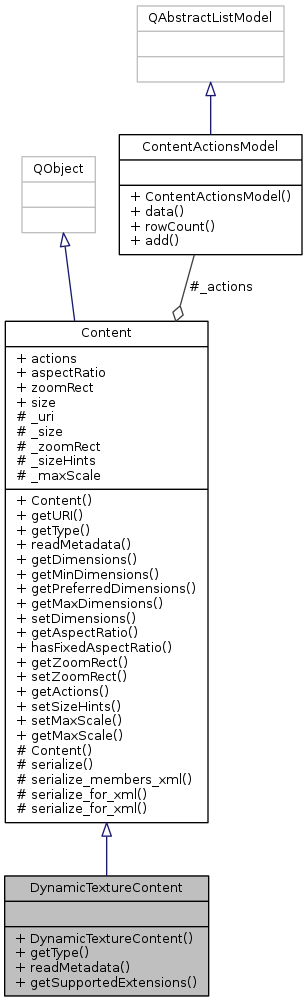 QAbstractListModel
ContentActionsModel
+ ContentActionsModel()
+ data()
+ rowCount()
+ add()
QObject
#_actions
Content
+ actions
+ aspectRatio
+ zoomRect
+ size
# _uri
# _size
# _zoomRect
# _sizeHints
# _maxScale
+ Content()
+ getURI()
+ getType()
+ readMetadata()
+ getDimensions()
+ getMinDimensions()
+ getPreferredDimensions()
+ getMaxDimensions()
+ setDimensions()
+ getAspectRatio()
+ hasFixedAspectRatio()
+ getZoomRect()
+ setZoomRect()
+ getActions()
+ setSizeHints()
+ setMaxScale()
+ getMaxScale()
# Content()
# serialize()
# serialize_members_xml()
# serialize_for_xml()
# serialize_for_xml()
DynamicTextureContent
+ DynamicTextureContent()
+ getType()
+ readMetadata()
+ getSupportedExtensions()